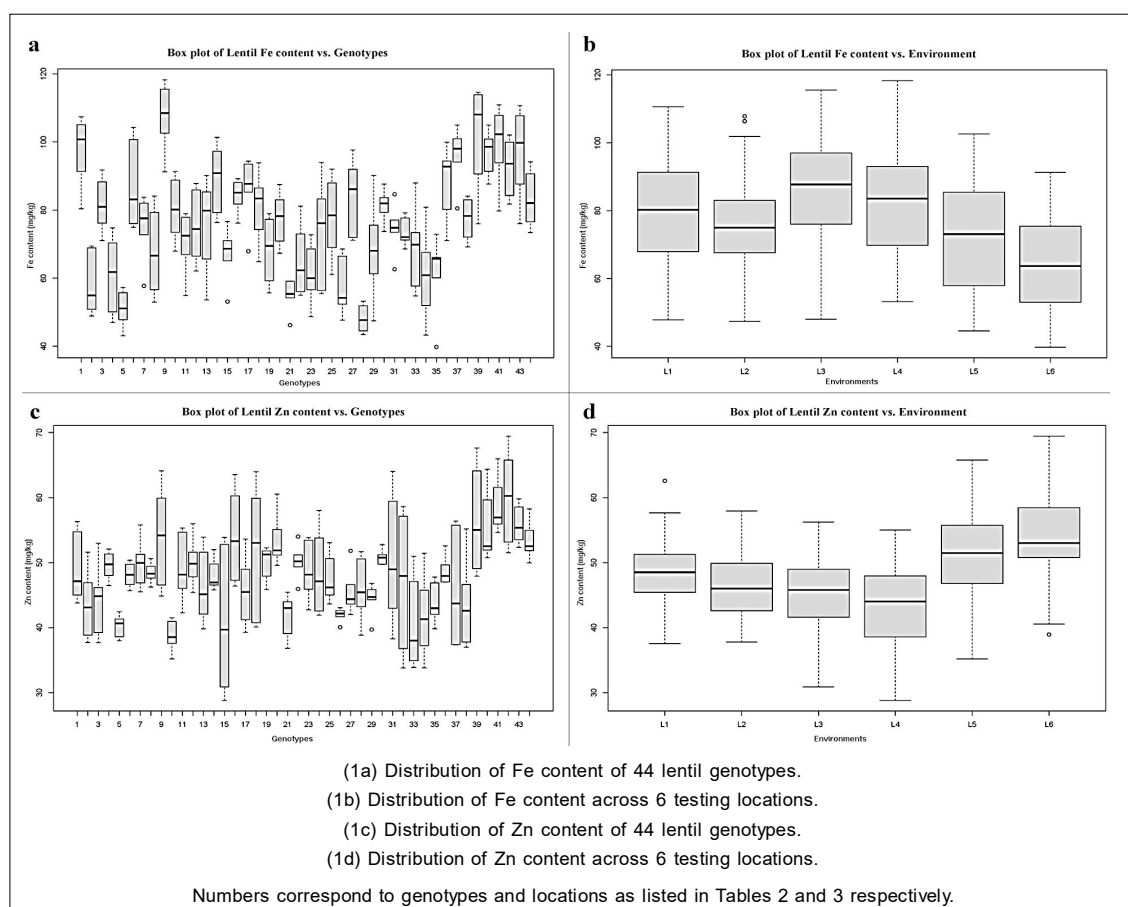 a
Box plot of Lentil Fe content vs. Genotypes
Fe content (mg/kg)
120
100
80
60
40
1 3 5 7 9 11 13 15 17 19 21 23 25 27 29 31 33 35 37 39 41 43
Genotypes
b
Box plot of Lentil Fe content vs. Environment
Fe content (mg/kg)
120
100
80
60
40
L1 L2 L3 L4 L5 L6
Environments
c
Box plot of Lentil Zn content vs. Genotypes
Zn content (mg/kg)
70
60
50
40
30
1 3 5 7 9 11 13 15 17 19 21 23 25 27 29 31 33 35 37 39 41 43
Genotypes
d
Box plot of Lentil Zn content vs. Environment
Zn content (mg/kg)
70
60
50
40
30
L1 L2 L3 L4 L5 L6
Environments
(1a) Distribution of Fe content of 44 lentil genotypes.
(1b) Distribution of Fe content across 6 testing locations.
(1c) Distribution of Zn content of 44 lentil genotypes.
(1d) Distribution of Zn content across 6 testing locations.
Numbers correspond to genotypes and locations as listed in Tables 2 and 3 respectively.